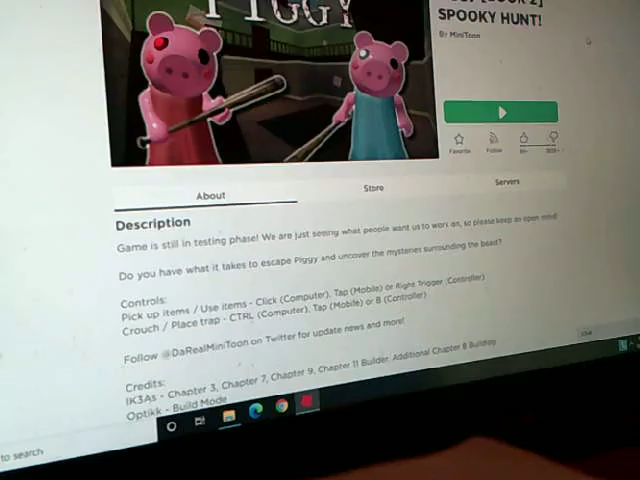 PIGGY
SPOOKY HUNT!
By MiniToon
Favorite
Follow
About
Store
Servers
Description
Game is still in testing phase! We are just seeing what people want us to work on, so please keep an open mind!
Do you have what it takes to escape Piggy and uncover the mysteries surrounding the beast?
Controls:
Pick up items / Use items - Click (Computer), Tap (Mobile) or Right Trigger (Controller)
Crouch / Place trap - CTRL (Computer), Tap (Mobile) or B (Controller)
Follow @DaRealMiniToon on Twitter for update news and more!
Credits:
IK3As - Chapter 3, Chapter 7, Chapter 9, Chapter 11 Builder, Additional Chapter 8 Building
Optikk - Build Mode
to search